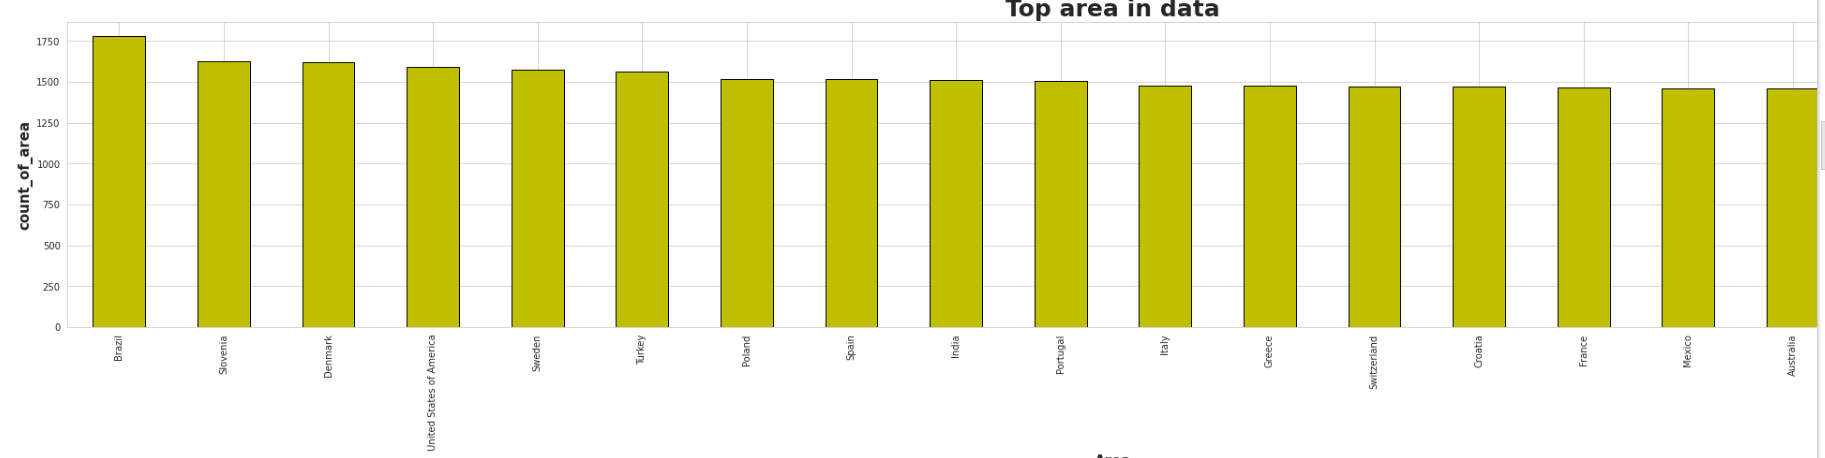 Top area in data
count_of_area
1750
1500
1250
1000
750
500
250
0
Brazil
Slovenia
Denmark
United States of America
Sweden
Turkey
Poland
Spain
India
Portugal
Italy
Greece
Switzerland
Croatia
France
Mexico
Australia
Area